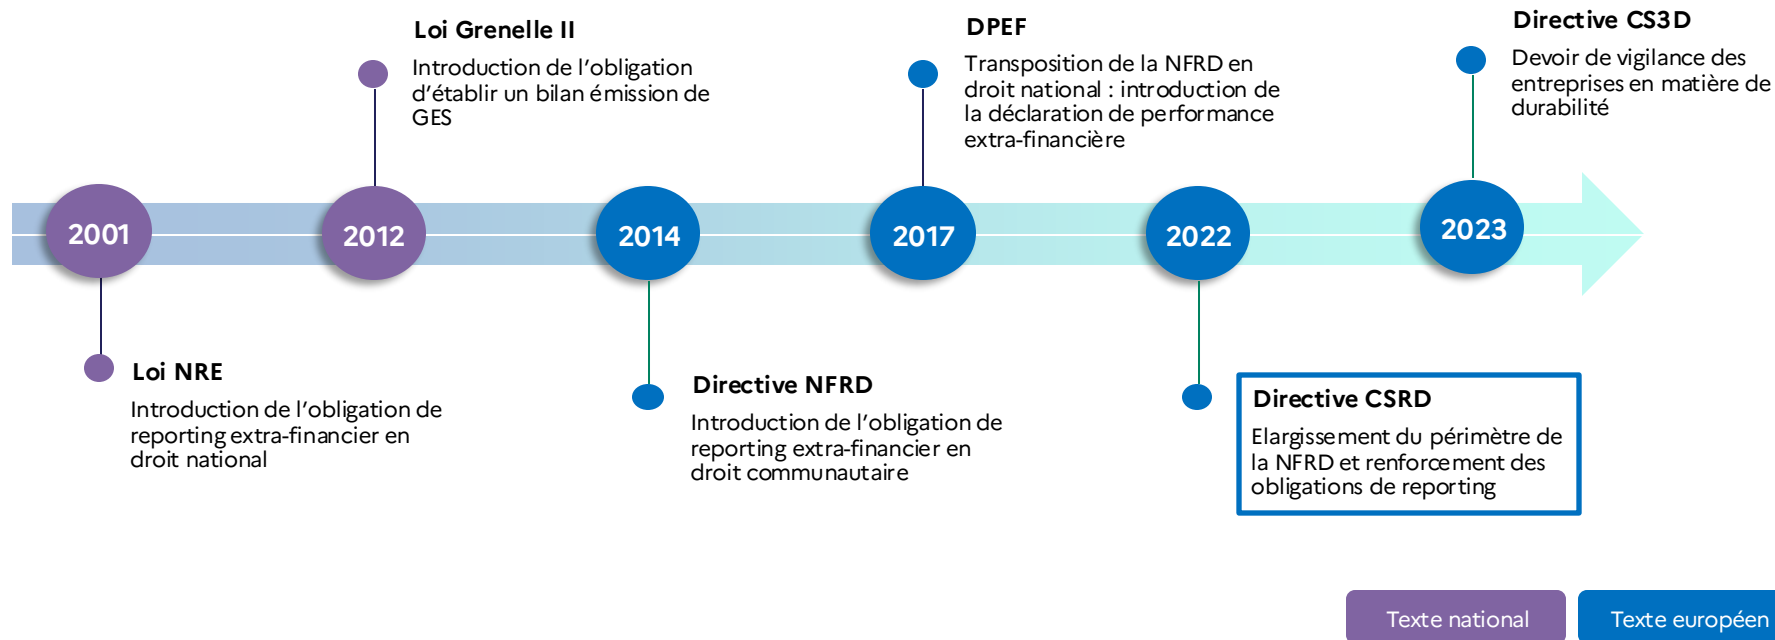 Loi Grenelle II
Introduction de l'obligation
d'établir un bilan émission de
GES
DPEF
Transposition de la NFRD en
droit national : introduction de
la déclaration de performance
extra-financière
Directive CS3D
Devoir de vigilance des
entreprises en matière de
durabilité
2001
2012
2014
2017
2022
2023
Loi NRE
Introduction de l'obligation de
reporting extra-financier en
droit national
Directive NFRD
Introduction de l'obligation de
reporting extra-financier en
droit communautaire
Directive CSRD
Elargissement du périmètre de
la NFRD et renforcement des
obligations de reporting
Texte national
Texte européen